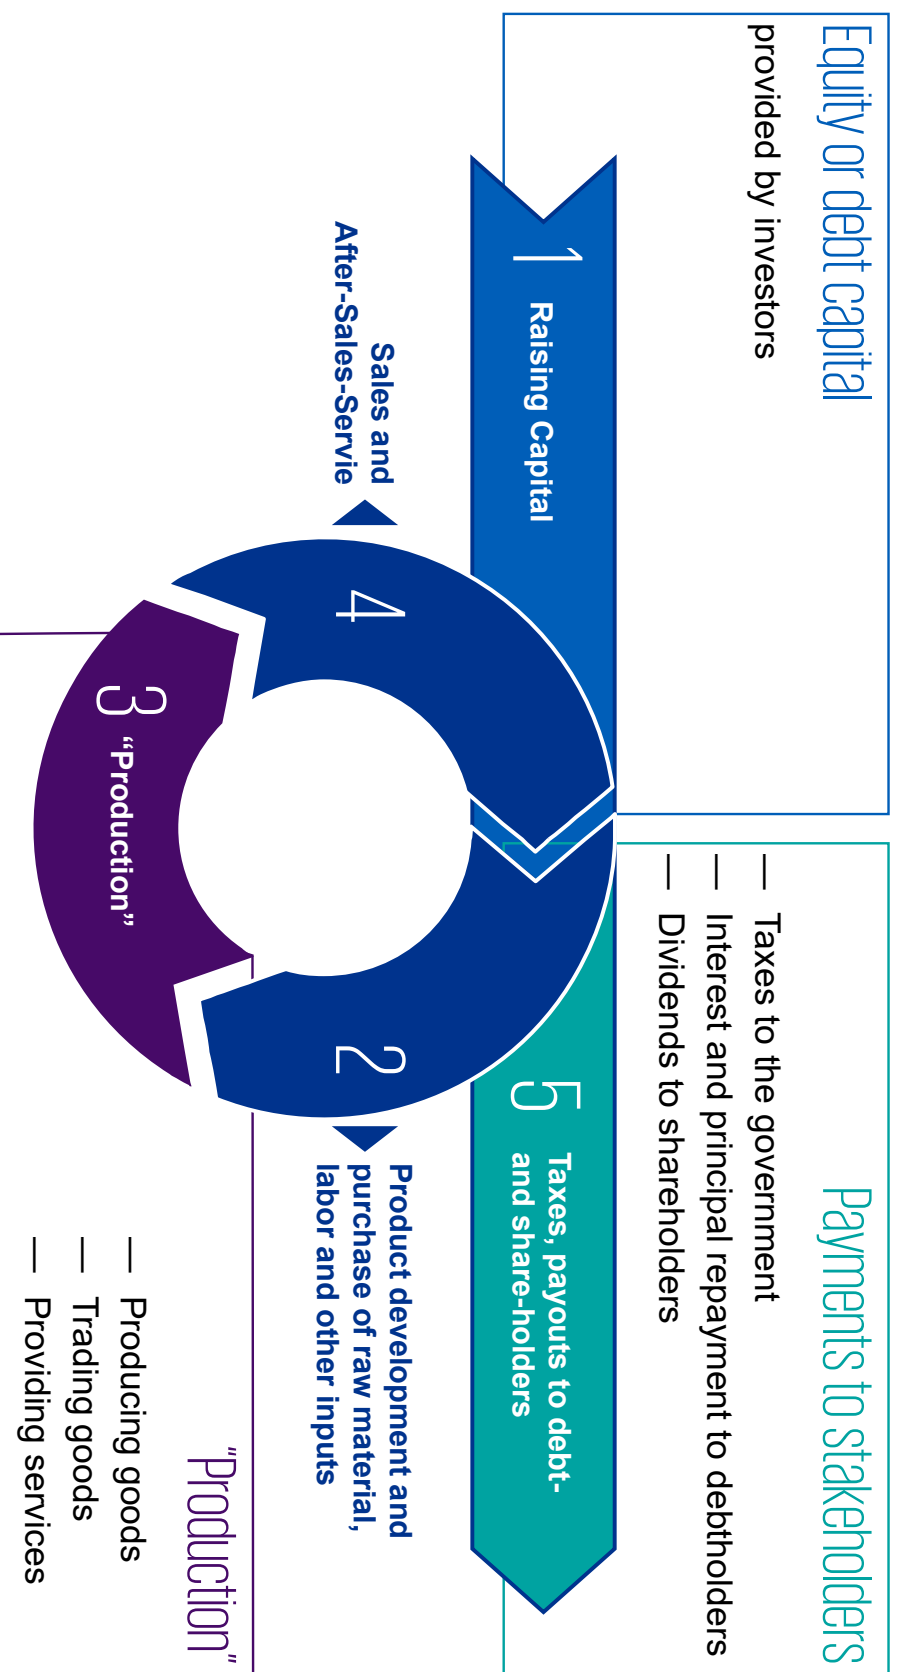 Equity or debt capital
provided by investors
Payments to stakeholders
— Taxes to the government
— Interest and principal repayment to debtholders
— Dividends to shareholders
1 Raising Capital
5 Taxes, payouts to debt-
and share-holders
Sales and
After-Sales-Servie
4
2
Product development and
purchase of raw material,
labor and other inputs
3 “Production”
"Production”
— Producing goods
— Trading goods
— Providing services